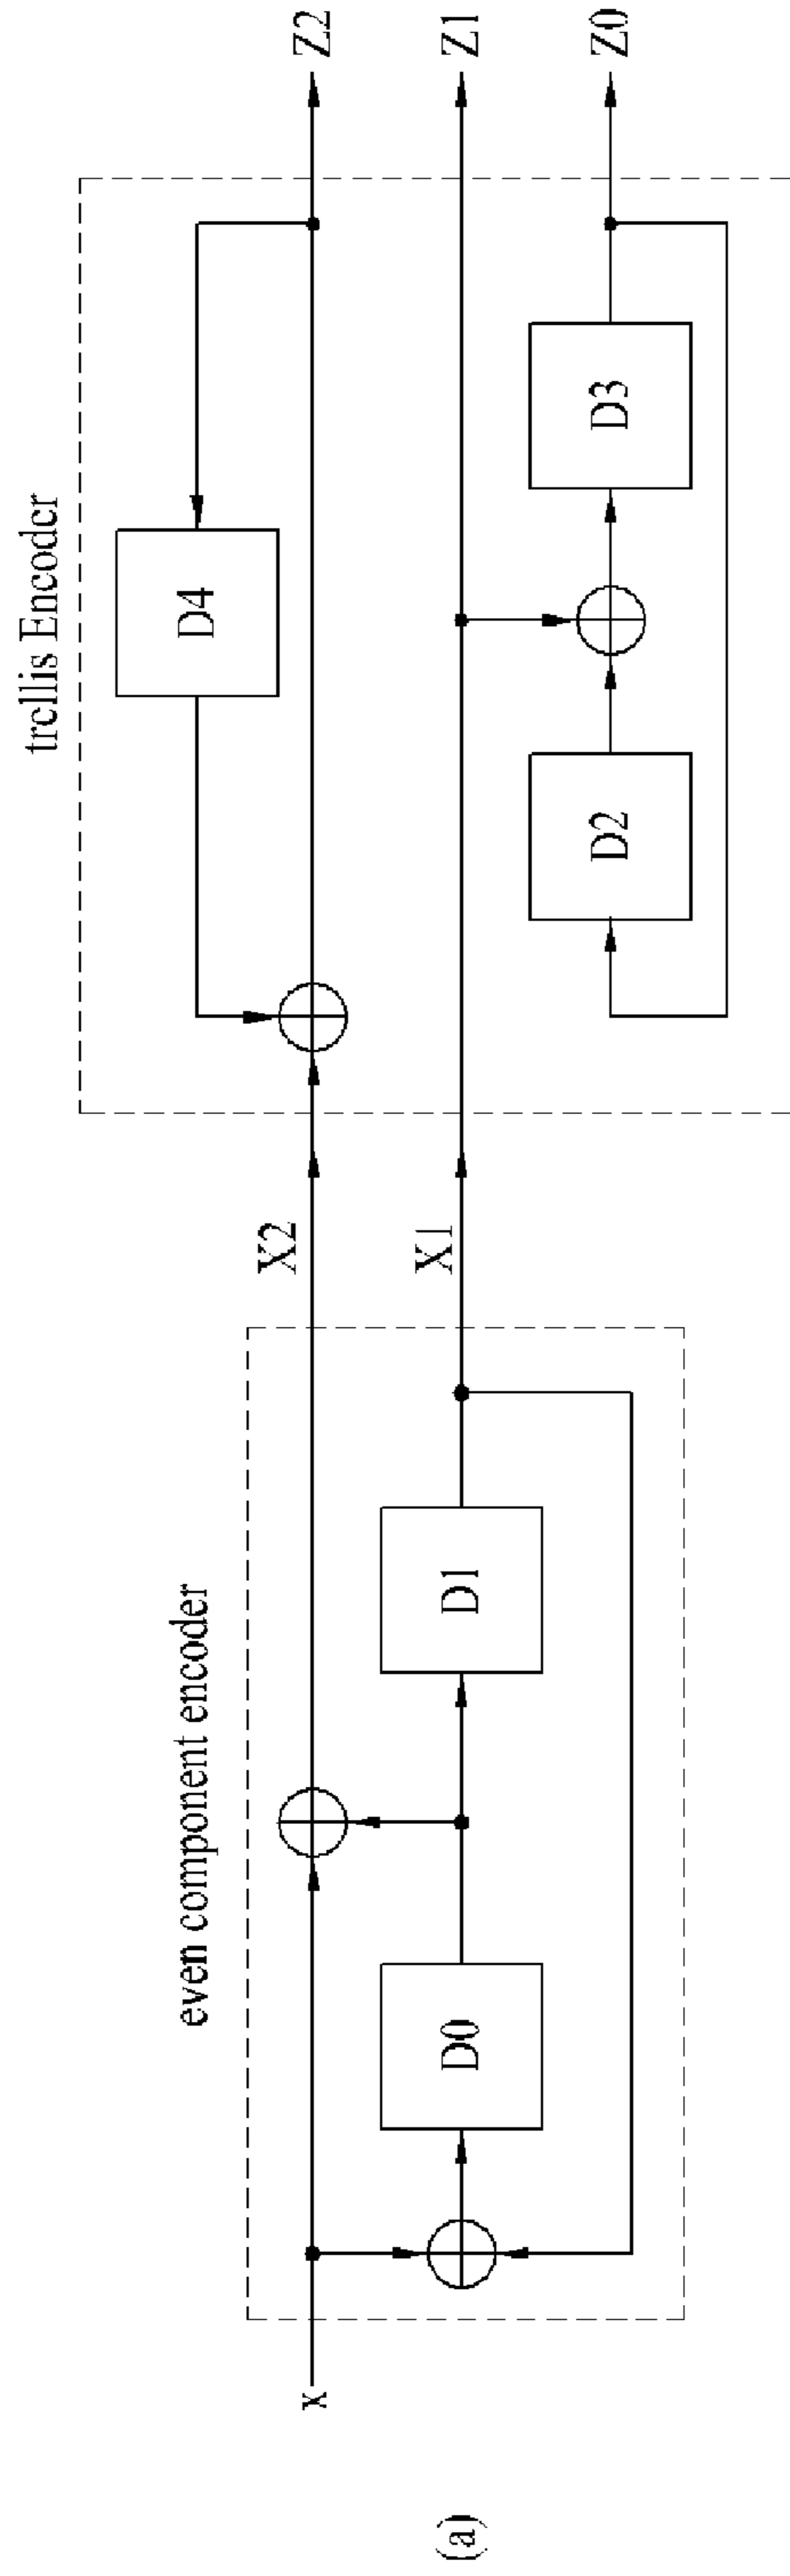 (a)
even component encoder
trellis Encoder
x
X2
X1
D0
D1
D4
D2
D3
Z2
Z1
Z0